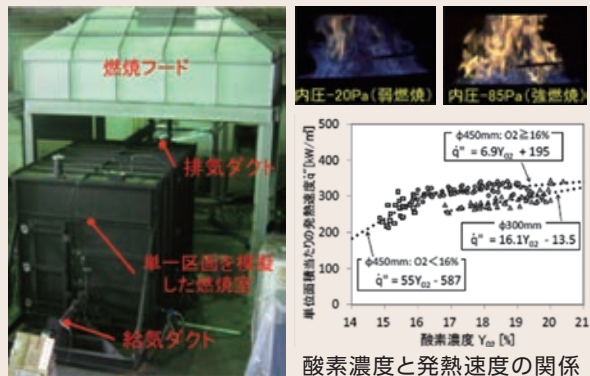 燃焼フード
排気ダクト
単一区画を模擬
した燃焼室
給気ダクト
内圧-20Pa(弱燃焼)
内圧-85Pa(強燃焼)
単位面積当たりの発熱速度q̇"[kW/㎡]
500
400
300
200
100
0
φ450mm: O2≧16%
q̇" = 6.9Y₀₂ + 195
φ300mm
q̇" = 16.1Y₀₂ - 13.5
φ450mm: O2<16%
q̇" = 55Y₀₂ - 587
14 15 16 17 18 19 20 21
酸素濃度 Y₀₂ [%]
酸素濃度と発熱速度の関係